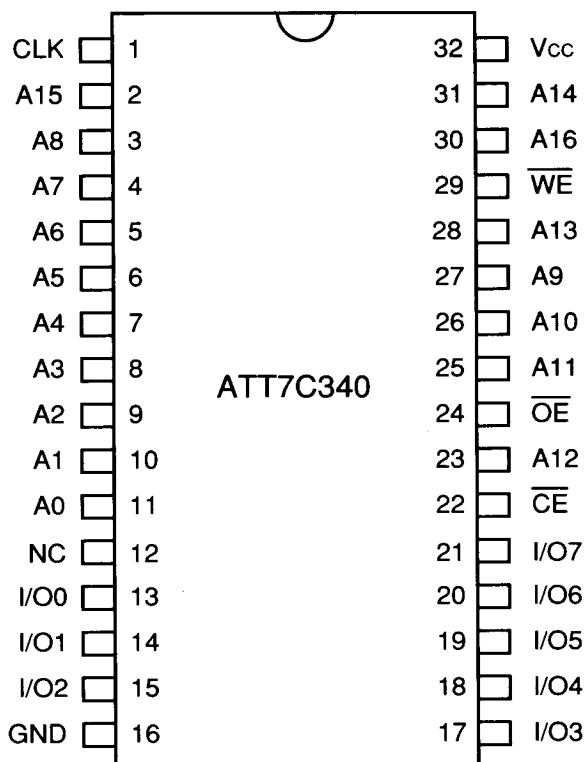 CLK 1 32 Vcc
A15 2 31 A14
A8 3 30 A16
A7 4 29 W̅E̅
A6 5 28 A13
A5 6 27 A9
A4 7 26 A10
A3 8 25 A11
ATT7C340
A2 9 24 O̅E̅
A1 10 23 A12
A0 11 22 C̅E̅
NC 12 21 I/O7
I/O0 13 20 I/O6
I/O1 14 19 I/O5
I/O2 15 18 I/O4
GND 16 17 I/O3